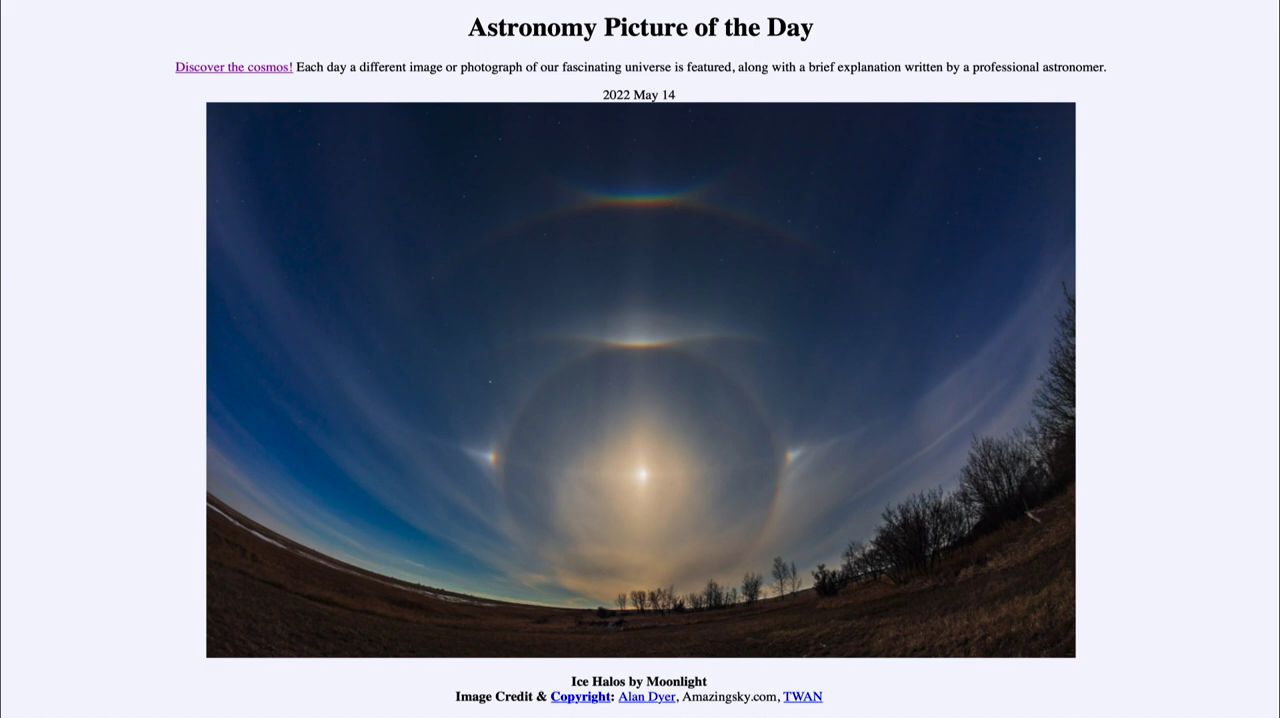 Astronomy Picture of the Day
Discover the cosmos! Each day a different image or photograph of our fascinating universe is featured, along with a brief explanation written by a professional astronomer.
2022 May 14
Ice Halos by Moonlight
Image Credit & Copyright: Alan Dyer, Amazingsky.com, TWAN